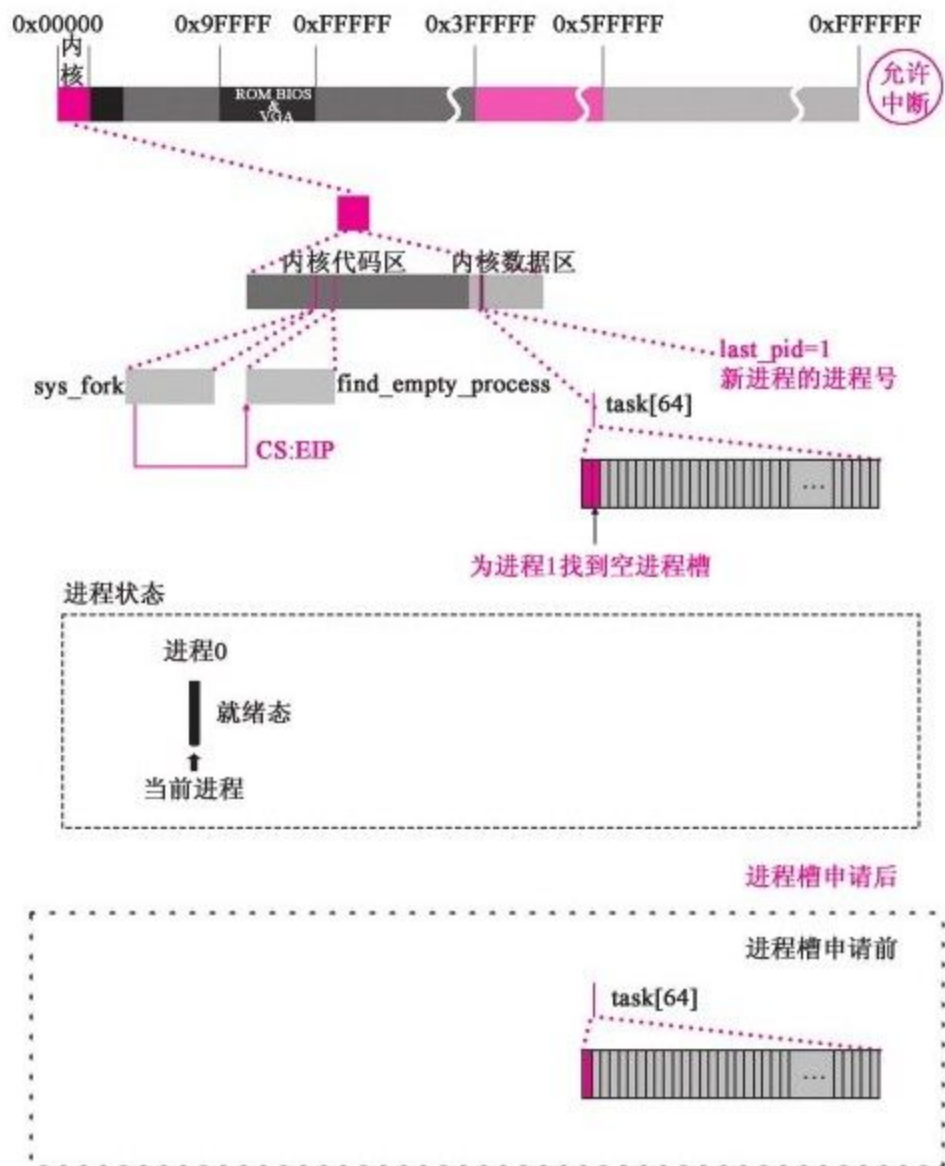 0x00000 0x9FFFF 0xFFFFF 0x3FFFFF 0x5FFFFF 0xFFFFFF
内
核
ROM BIOS
&
VGA
允许
中断
内核代码区 内核数据区
last_pid=1
新进程的进程号
sys_fork find_empty_process
task[64]
CS:EIP
...
为进程1找到空进程槽
进程状态
进程0
就绪态
当前进程
进程槽申请后
进程槽申请前
task[64]
...